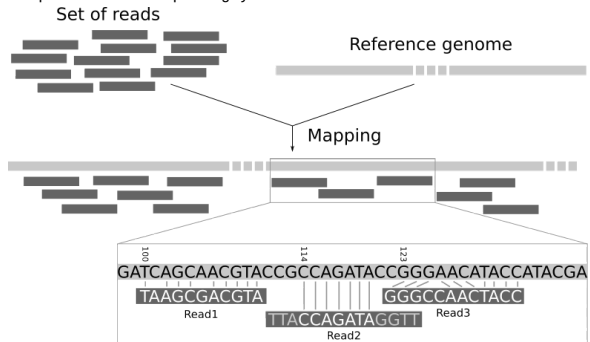 Set of reads
Reference genome
Mapping
100
114
123
GATCAGCAACGTACCGCCAGATACCGGGAACATACCATACGA
TAAGCGACGTA
GGGCCAACTACC
Read1
TTACCAGATAGGTT
Read3
Read2